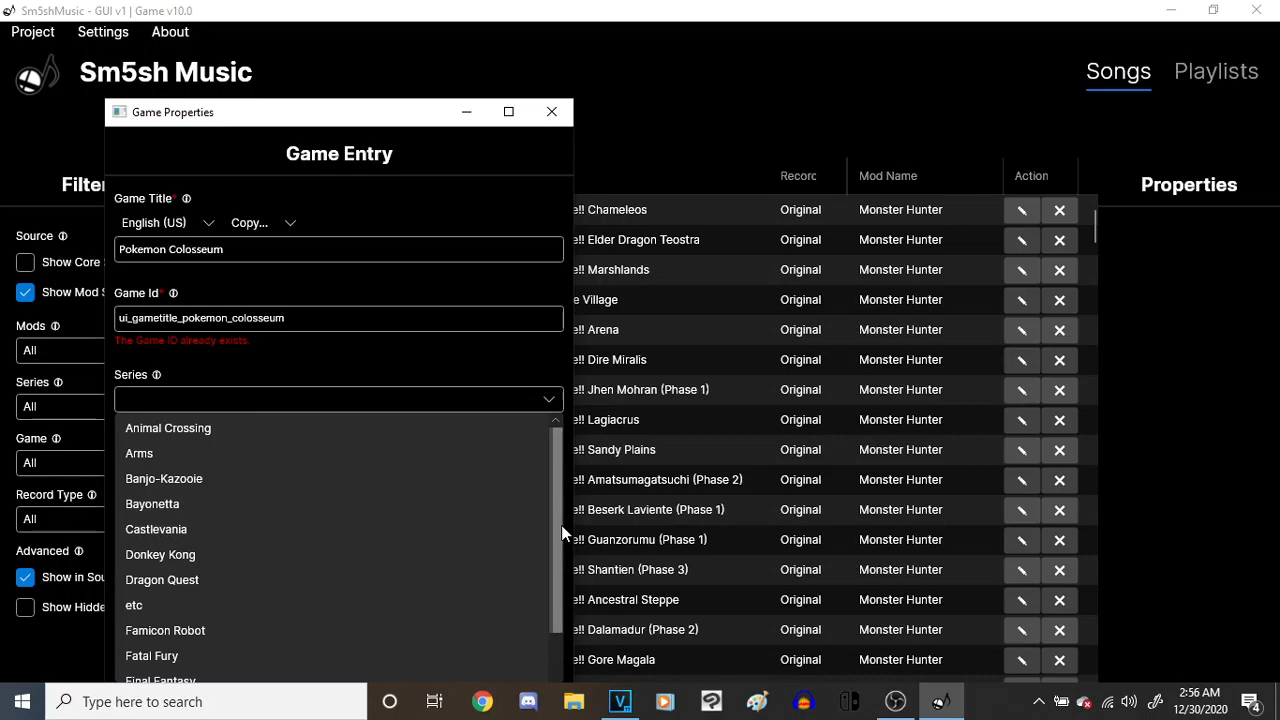 Sm5shMusic - GUI v1 | Game v10.0
Project Settings About
Sm5sh Music
Songs Playlists
Game Properties
Game Entry
Game Title*
English (US) Copy...
Pokemon Colosseum
Game Id*
ui_gametitle_pokemon_colosseum
The Game ID already exists.
Series
Animal Crossing
Arms
Banjo-Kazooie
Bayonetta
Castlevania
Donkey Kong
Dragon Quest
etc
Famicon Robot
Fatal Fury
Final Fantasy
Filter
Source
Show Core
Show Mod S
Mods
All
Series
All
Game
All
Record Type
All
Advanced
Show in Sou
Show Hidde
Record Mod Name Action
e!! Chameleos Original Monster Hunter
e!! Elder Dragon Teostra Original Monster Hunter
e!! Marshlands Original Monster Hunter
e Village Original Monster Hunter
e!! Arena Original Monster Hunter
e!! Dire Miralis Original Monster Hunter
e!! Jhen Mohran (Phase 1) Original Monster Hunter
e!! Lagiacrus Original Monster Hunter
e!! Sandy Plains Original Monster Hunter
e!! Amatsumagatsuchi (Phase 2) Original Monster Hunter
e!! Beserk Laviente (Phase 1) Original Monster Hunter
e!! Guanzorumu (Phase 1) Original Monster Hunter
e!! Shantien (Phase 3) Original Monster Hunter
e!! Ancestral Steppe Original Monster Hunter
e!! Dalamadur (Phase 2) Original Monster Hunter
e!! Gore Magala Original Monster Hunter
Properties
Type here to search
2:56 AM
12/30/2020
4